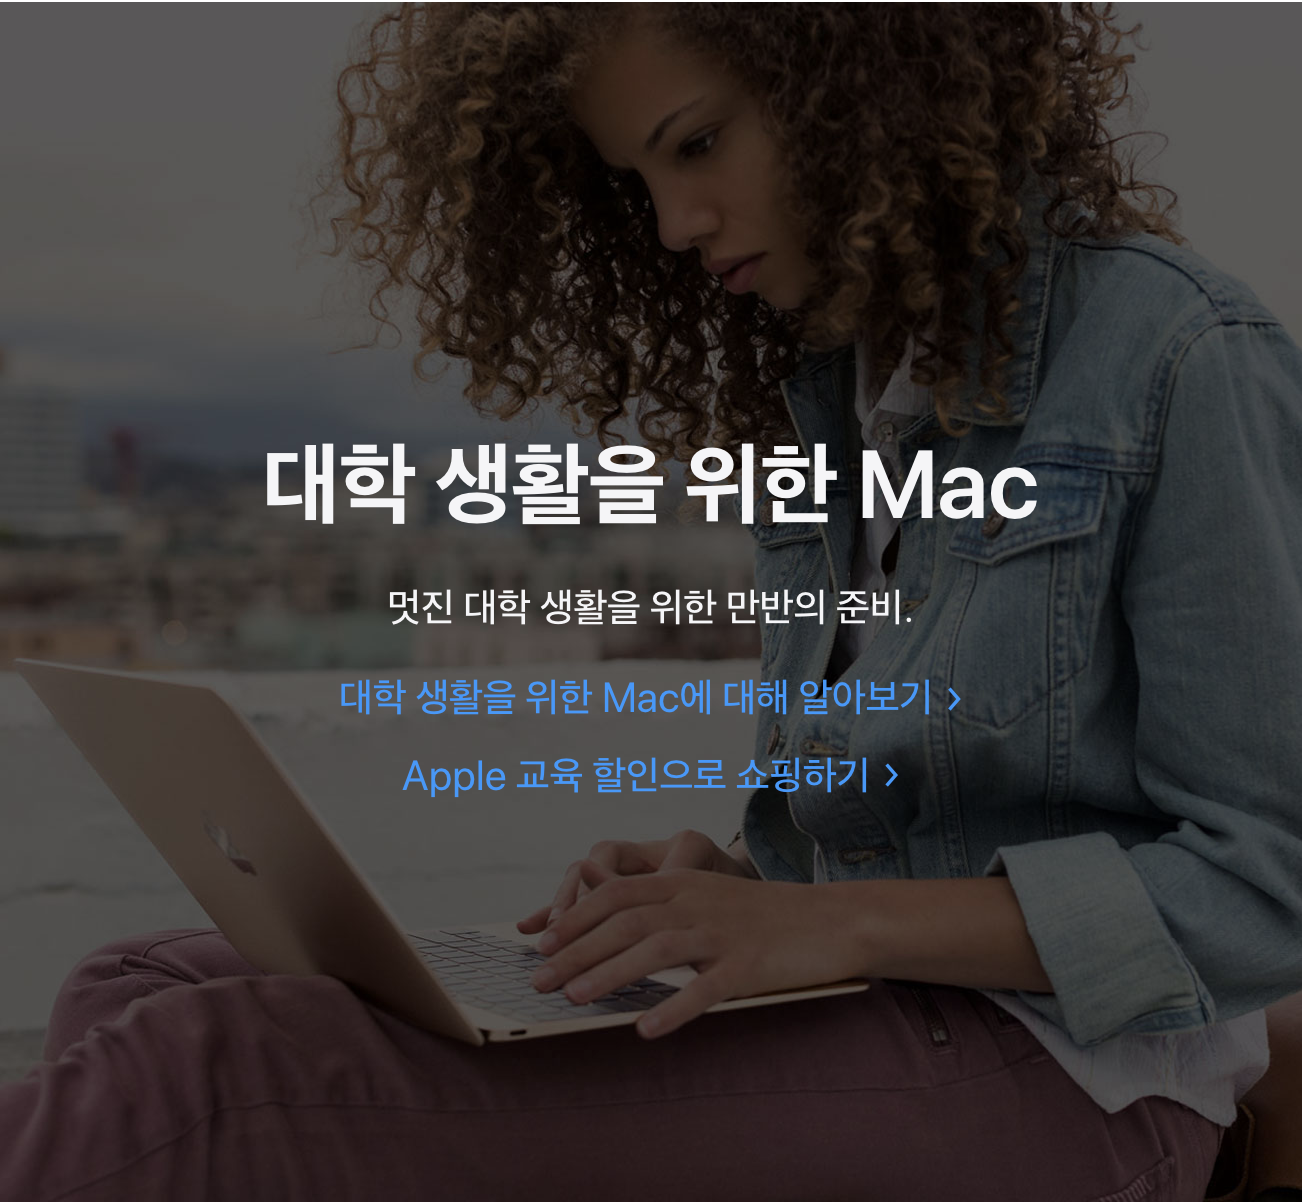 대학 생활을 위한 Mac
멋진 대학 생활을 위한 만반의 준비.
대학 생활을 위한 Mac에 대해 알아보기 >
Apple 교육 할인으로 쇼핑하기 >